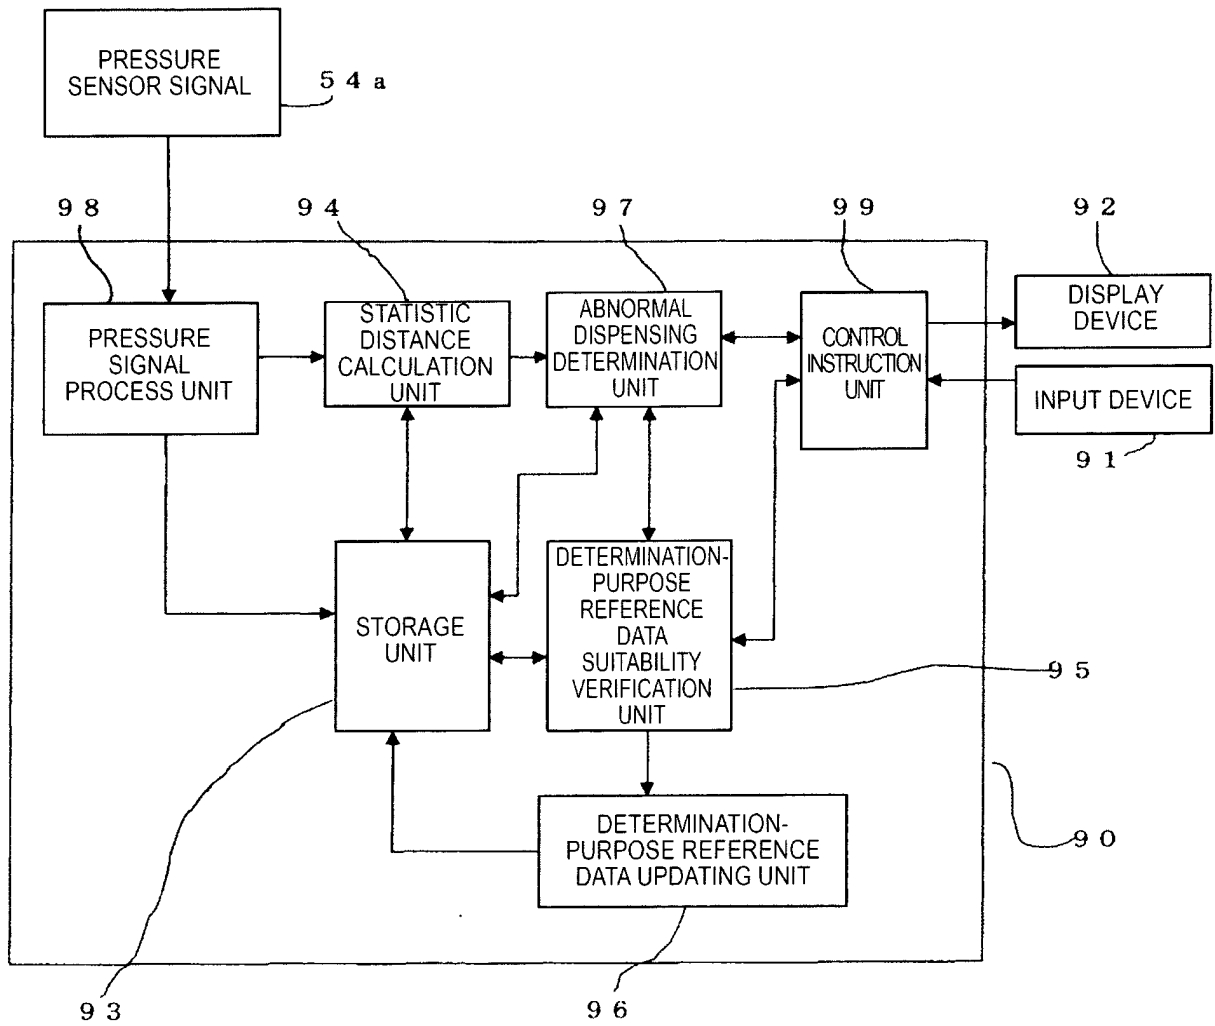 PRESSURE
SENSOR SIGNAL
54a
98
94
97
99
92
PRESSURE
SIGNAL
PROCESS UNIT
STATISTIC
DISTANCE
CALCULATION
UNIT
ABNORMAL
DISPENSING
DETERMINATION
UNIT
CONTROL
INSTRUCTION
UNIT
DISPLAY
DEVICE
INPUT DEVICE
91
STORAGE
UNIT
DETERMINATION-
PURPOSE
REFERENCE
DATA
SUITABILITY
VERIFICATION
UNIT
95
DETERMINATION-
PURPOSE REFERENCE
DATA UPDATING UNIT
90
93
96